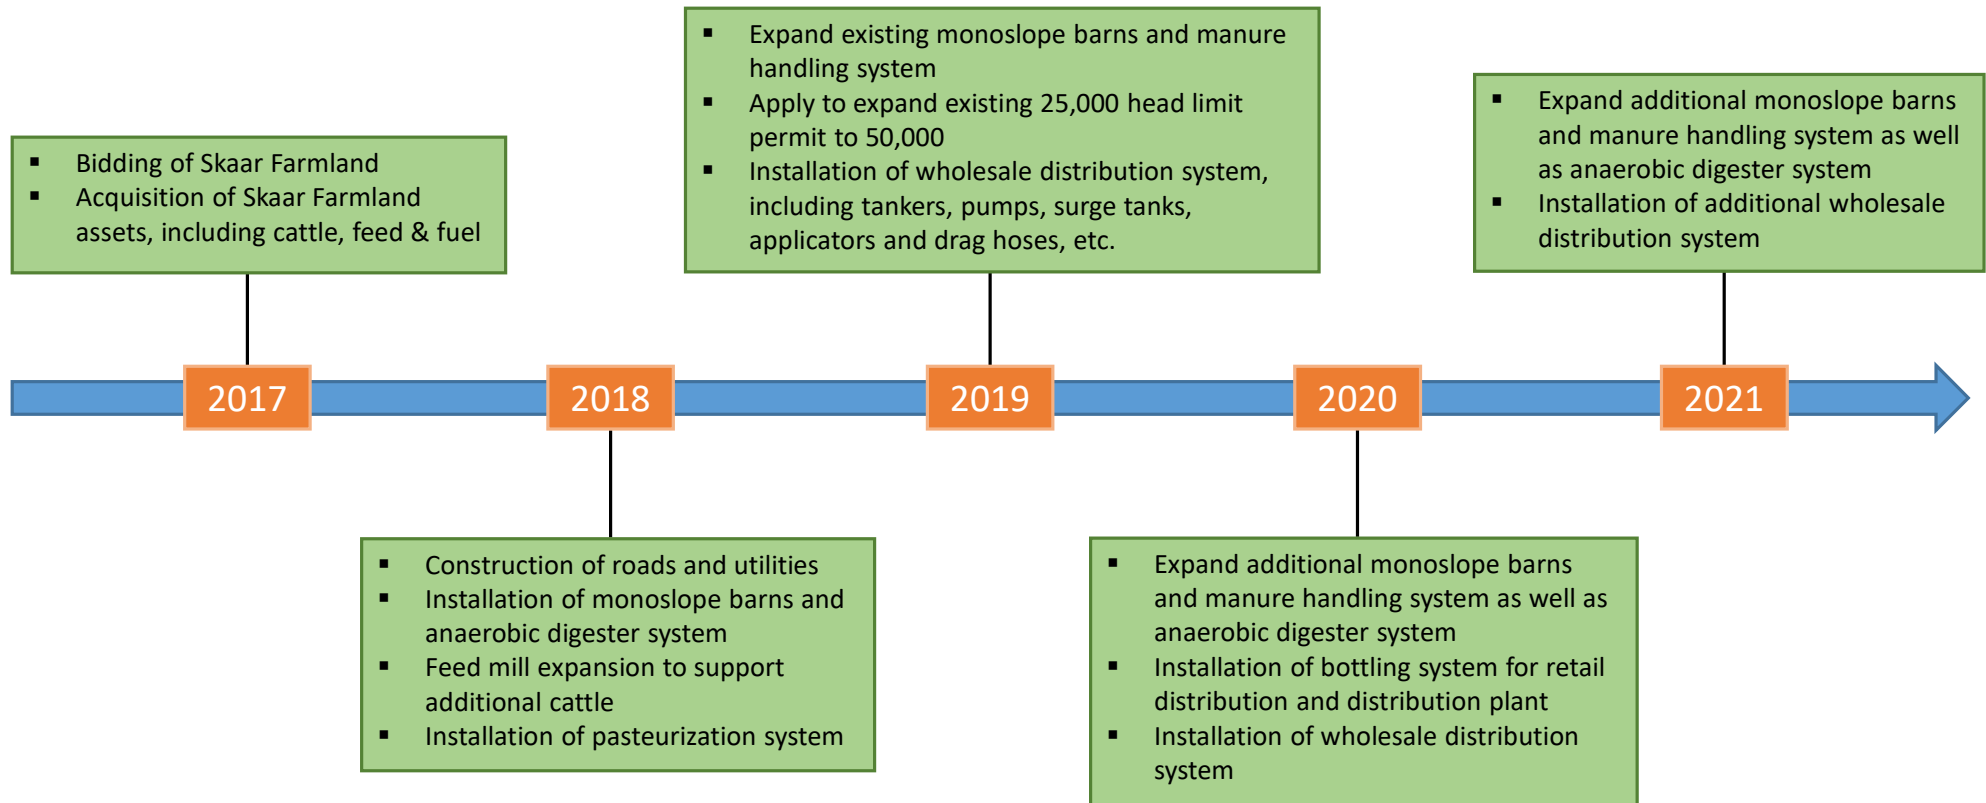 ▪ Bidding of Skaar Farmland
▪ Acquisition of Skaar Farmland
assets, including cattle, feed & fuel
▪ Expand existing monoslope barns and manure
handling system
▪ Apply to expand existing 25,000 head limit
permit to 50,000
▪ Installation of wholesale distribution system,
including tankers, pumps, surge tanks,
applicators and drag hoses, etc.
▪ Expand additional monoslope barns
and manure handling system as well
as anaerobic digester system
▪ Installation of additional wholesale
distribution system
2017
2018
2019
2020
2021
▪ Construction of roads and utilities
▪ Installation of monoslope barns and
anaerobic digester system
▪ Feed mill expansion to support
additional cattle
▪ Installation of pasteurization system
▪ Expand additional monoslope barns
and manure handling system as well as
anaerobic digester system
▪ Installation of bottling system for retail
distribution and distribution plant
▪ Installation of wholesale distribution
system